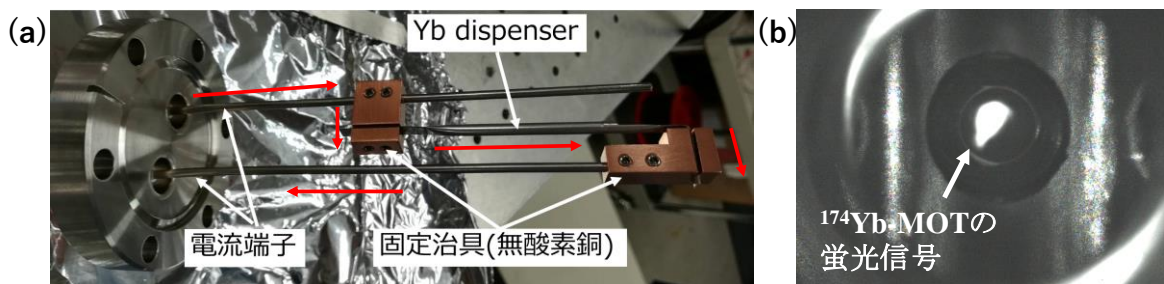 (a)
Yb dispenser
電流端子
固定治具(無酸素銅)
(b)
¹⁷⁴Yb-MOTの
蛍光信号